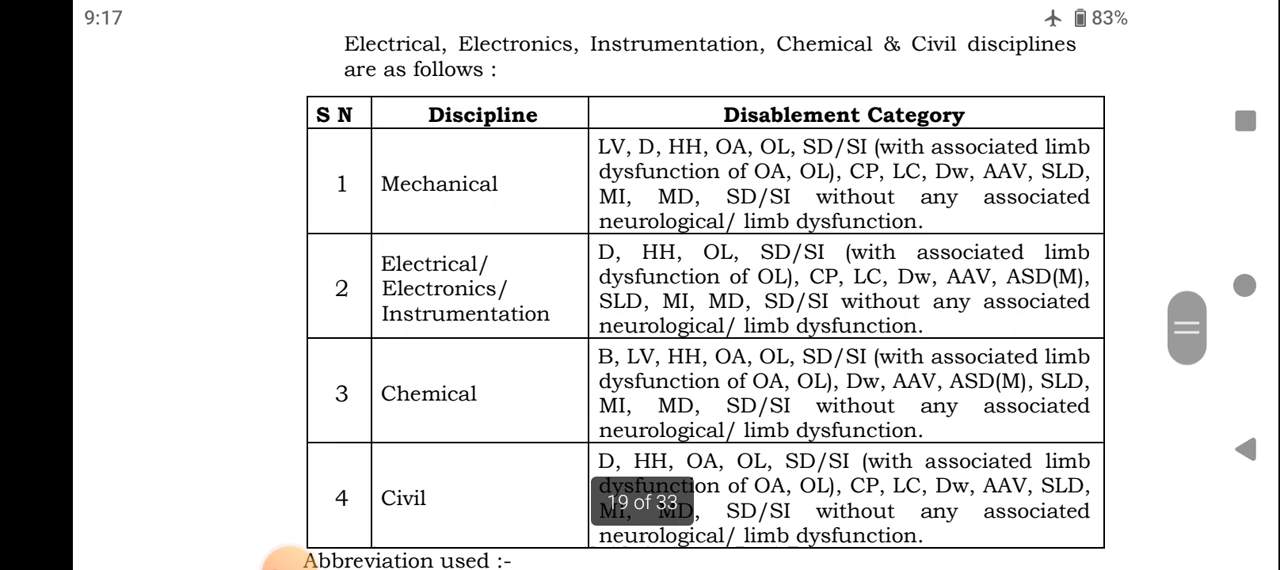 9:17
83%
Electrical, Electronics, Instrumentation, Chemical & Civil disciplines
are as follows :
S N Discipline Disablement Category
1 Mechanical
LV, D, HH, OA, OL, SD/SI (with associated limb
dysfunction of OA, OL), CP, LC, Dw, AAV, SLD,
MI, MD, SD/SI without any associated
neurological/ limb dysfunction.
2
Electrical/
Electronics/
Instrumentation
D, HH, OL, SD/SI (with associated limb
dysfunction of OL), CP, LC, Dw, AAV, ASD(M),
SLD, MI, MD, SD/SI without any associated
neurological/ limb dysfunction.
3 Chemical
B, LV, HH, OA, OL, SD/SI (with associated limb
dysfunction of OA, OL), Dw, AAV, ASD(M), SLD,
MI, MD, SD/SI without any associated
neurological/ limb dysfunction.
4 Civil
D, HH, OA, OL, SD/SI (with associated limb
dysfunction of OA, OL), CP, LC, Dw, AAV, SLD,
MI, MD, SD/SI without any associated
neurological/ limb dysfunction.
19 of 33
Abbreviation used :-